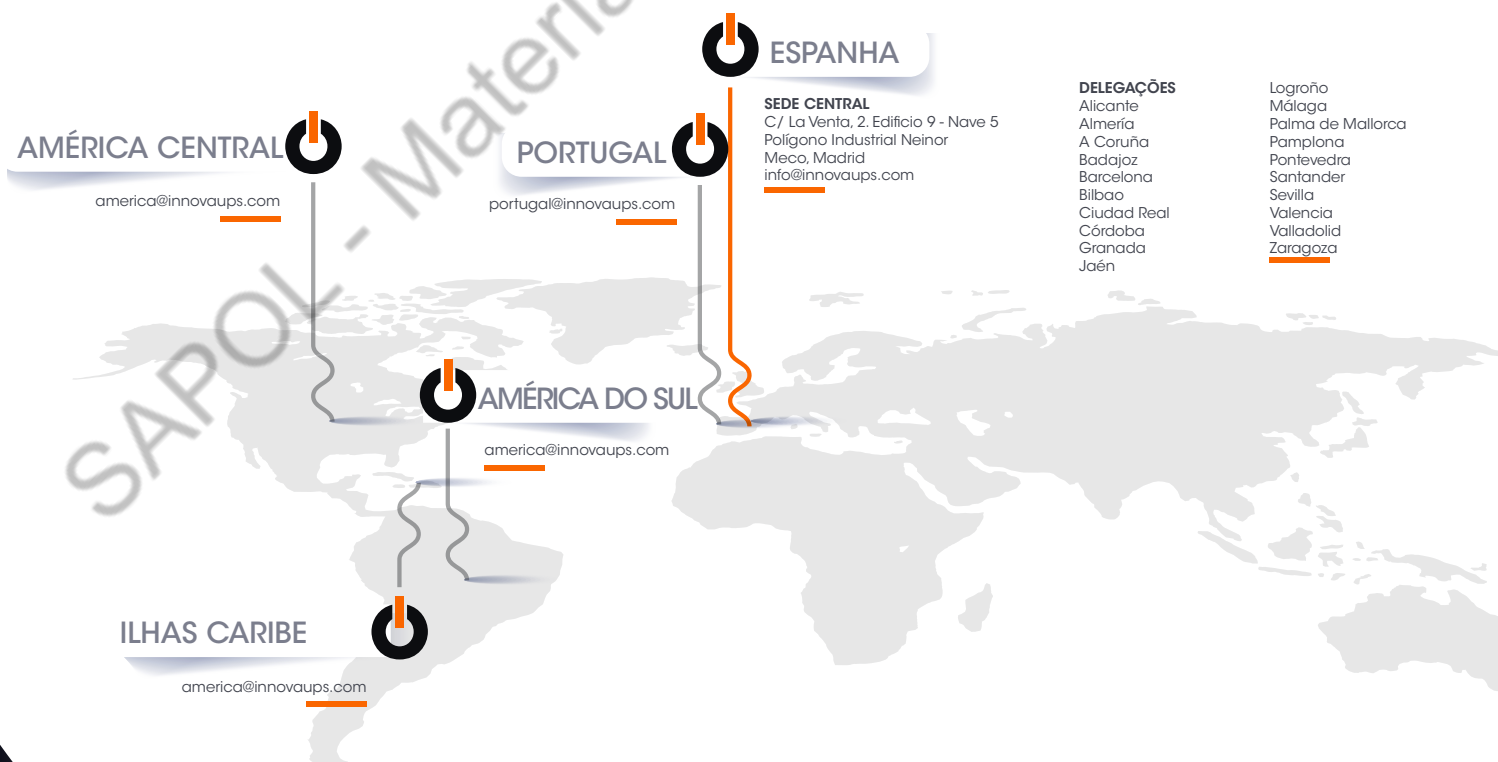 ESPANHA
SEDE CENTRAL
C/ La Venta, 2. Edificio 9 - Nave 5
Polígono Industrial Neinor
Meco, Madrid
info@innovaups.com
DELEGAÇÕES
Alicante
Almería
A Coruña
Badajoz
Barcelona
Bilbao
Ciudad Real
Córdoba
Granada
Jaén
Logroño
Málaga
Palma de Mallorca
Pamplona
Pontevedra
Santander
Sevilla
Valencia
Valladolid
Zaragoza
AMÉRICA CENTRAL
america@innovaups.com
PORTUGAL
portugal@innovaups.com
AMÉRICA DO SUL
america@innovaups.com
ILHAS CARIBE
america@innovaups.com
SAPOL - Materia